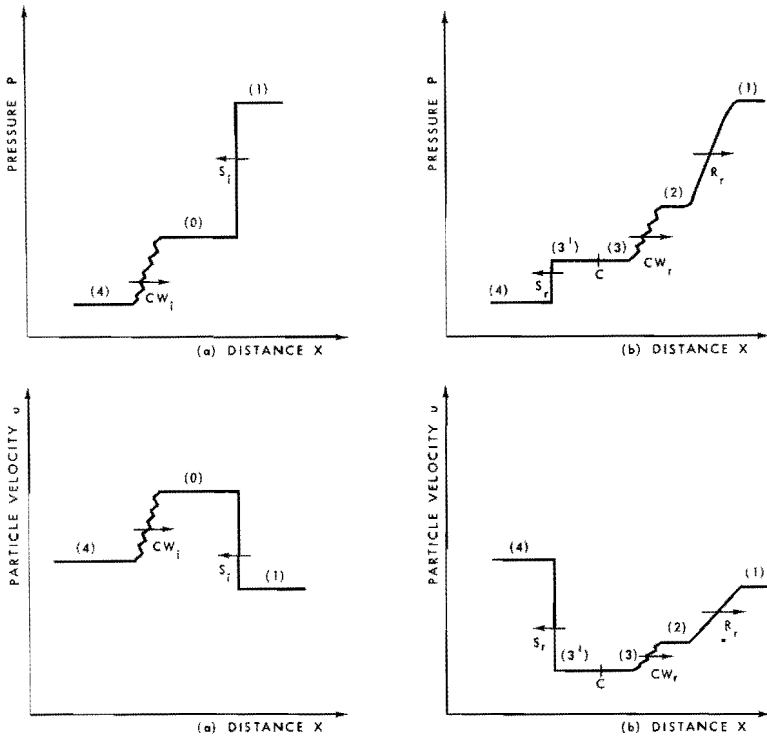 PRESSURE P
(1)
S_i
(0)
(4)
CW_i
(a) DISTANCE X
PRESSURE P
(1)
R_r
(2)
(3')
(3)
C
CW_r
S_r
(4)
(b) DISTANCE X
PARTICLE VELOCITY u
(0)
(4)
CW_i
S_i
(1)
(a) DISTANCE X
PARTICLE VELOCITY u
(4)
(1)
R_r
(2)
S_r
(3')
(3)
C
CW_r
(b) DISTANCE X